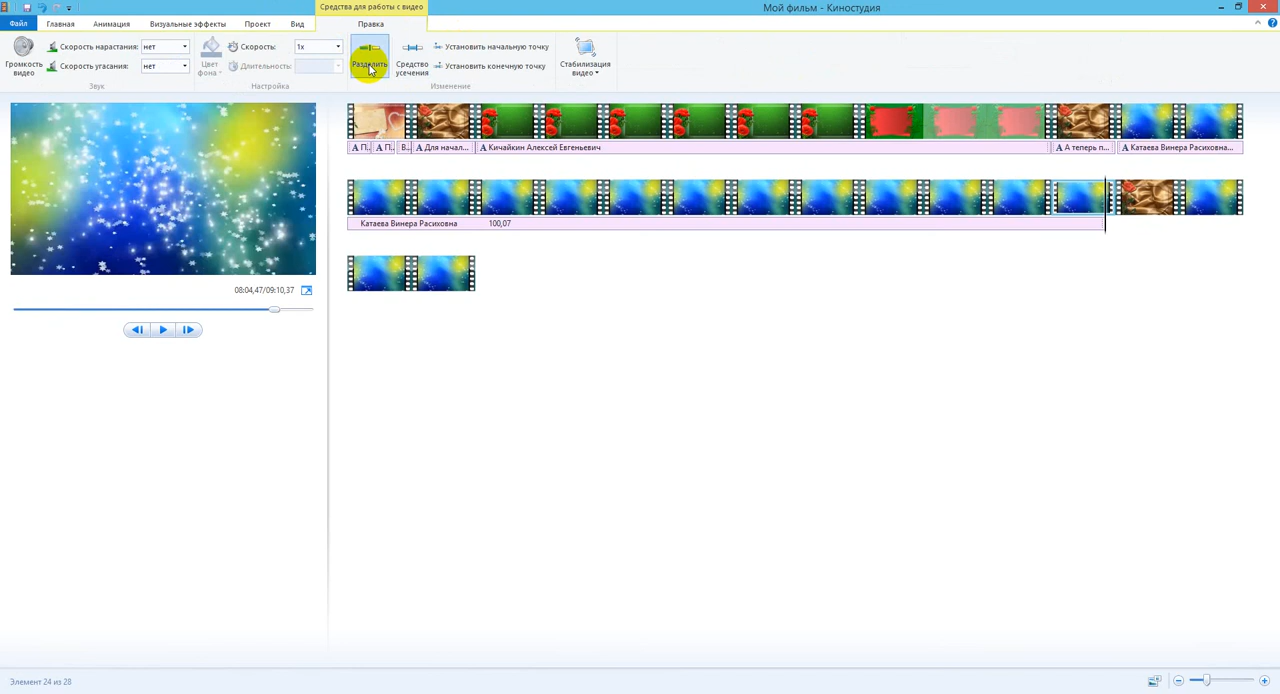 Средства для работы с видео
Мой фильм - Киностудия
Файл
Главная
Анимация
Визуальные эффекты
Проект
Вид
Правка
Громкость видео
Скорость нарастания: нет
Скорость угасания: нет
Звук
Цвет фона
Скорость: 1x
Длительность:
Настройка
Разделить
Средство усечения
Установить начальную точку
Установить конечную точку
Изменение
Стабилизация видео
08:04,47/09:10,37
A П..
A П..
В..
A Для начал...
A Кичайкин Алексей Евгеньевич
A А теперь п...
A Катаева Винера Расиховна...
Катаева Винера Расиховна 100,07
Элемент 24 из 28